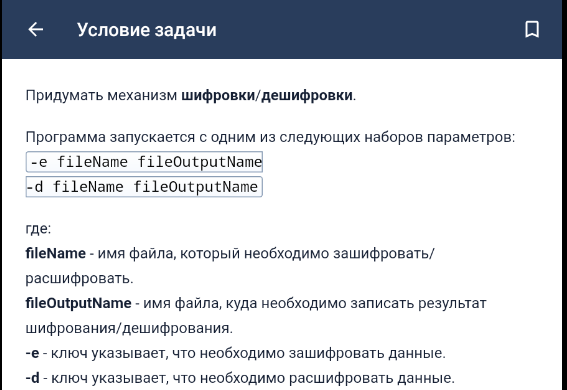 Условие задачи
Придумать механизм шифровки/дешифровки.
Программа запускается с одним из следующих наборов параметров:
-e fileName fileOutputName
-d fileName fileOutputName
где:
fileName - имя файла, который необходимо зашифровать/
расшифровать.
fileOutputName - имя файла, куда необходимо записать результат
шифрования/дешифрования.
-e - ключ указывает, что необходимо зашифровать данные.
-d - ключ указывает, что необходимо расшифровать данные.